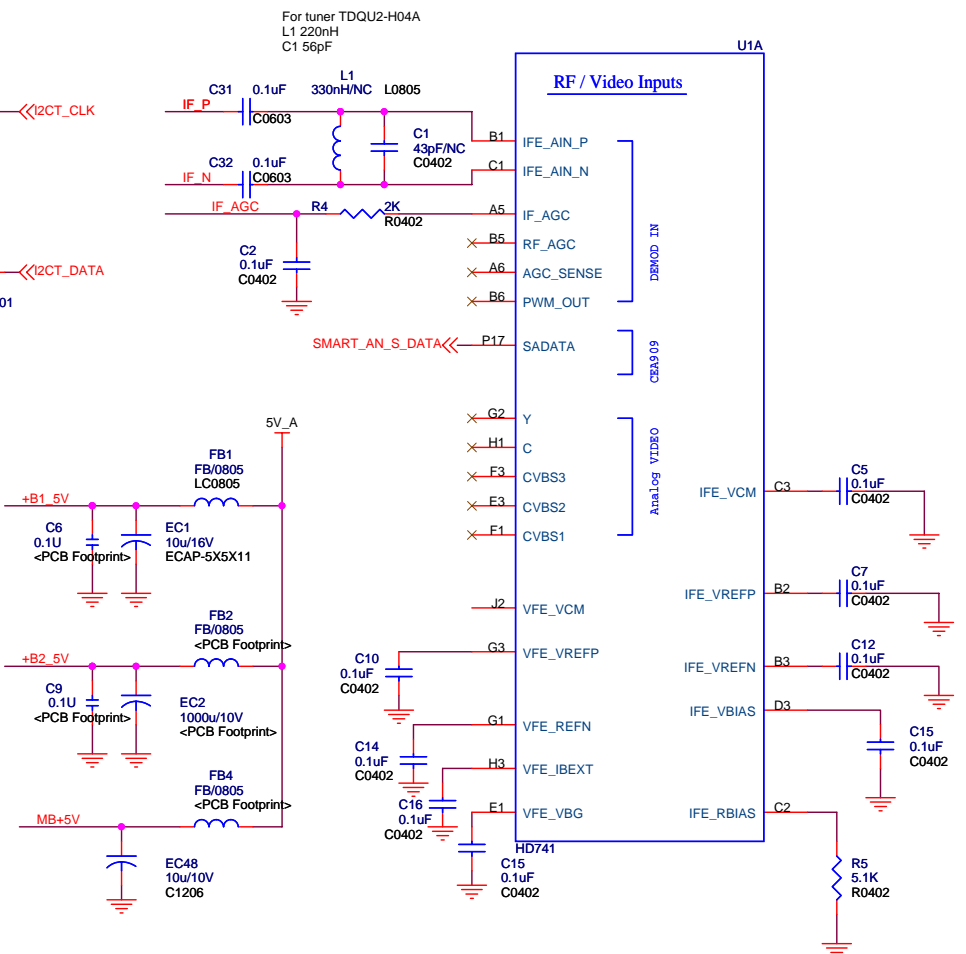 For tuner TDQU2-H04A
L1 220nH
C1 56pF
U1A
RF / Video Inputs
I2CT_CLK
IF_P
C31
0.1uF
C0603
L1
330nH/NC
L0805
C1
43pF/NC
C0402
B1
IFE_AIN_P
C1
IFE_AIN_N
C32
0.1uF
C0603
IF_N
IF_AGC
R4
2K
R0402
A5
IF_AGC
B5
RF_AGC
A6
AGC_SENSE
B6
PWM_OUT
DEMOD IN
C2
0.1uF
C0402
I2CT_DATA
01
SMART_AN_S_DATA
P17
SADATA
CEA909
G2
Y
H1
C
F3
CVBS3
E3
CVBS2
F1
CVBS1
Analog VIDEO
5V_A
FB1
FB/0805
LC0805
+B1_5V
C6
0.1U
<PCB Footprint>
EC1
10u/16V
ECAP-5X5X11
IFE_VCM
C3
C5
0.1uF
C0402
J2
VFE_VCM
IFE_VREFP
B2
C7
0.1uF
C0402
FB2
FB/0805
<PCB Footprint>
+B2_5V
C9
0.1U
<PCB Footprint>
EC2
1000u/10V
<PCB Footprint>
G3
VFE_VREFP
C10
0.1uF
C0402
IFE_VREFN
B3
C12
0.1uF
C0402
IFE_VBIAS
D3
C15
0.1uF
C0402
G1
VFE_REFN
C14
0.1uF
C0402
H3
VFE_IBEXT
C16
0.1uF
C0402
E1
VFE_VBG
C15
0.1uF
C0402
FB4
FB/0805
<PCB Footprint>
MB+5V
EC48
10u/10V
C1206
IFE_RBIAS
C2
R5
5.1K
R0402
HD741